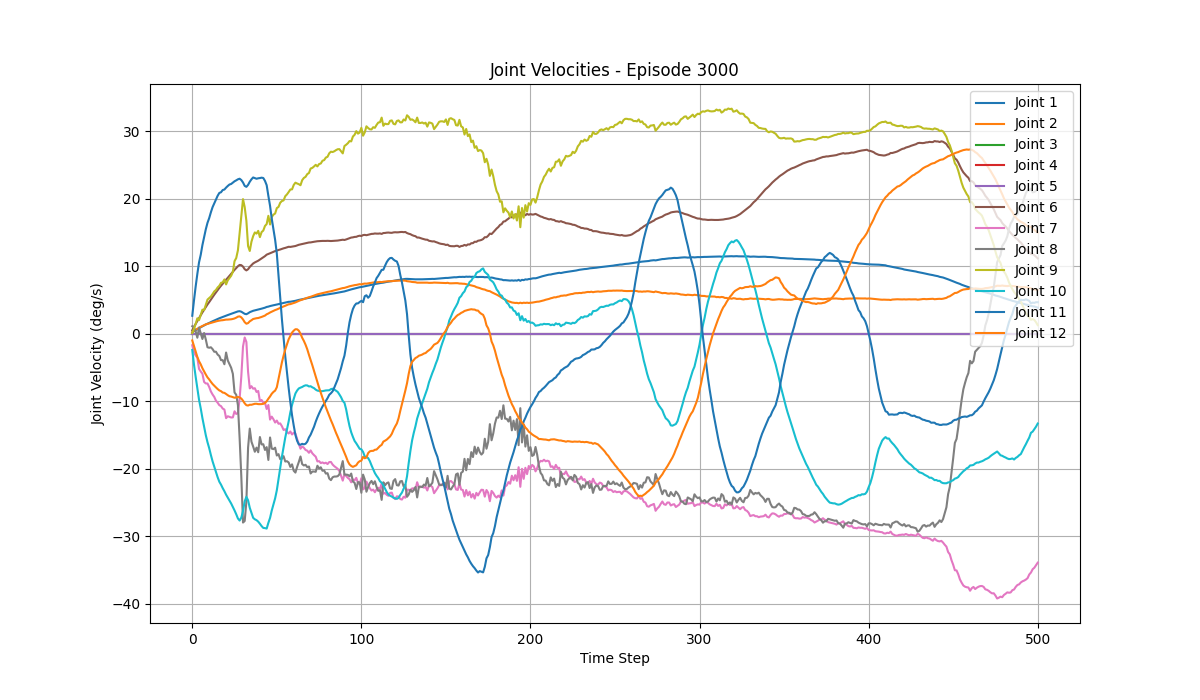 Joint Velocities - Episode 3000
Joint Velocity (deg/s)
30
20
10
0
−10
−20
−30
−40
0 100 200 300 400 500
Time Step
Joint 1
Joint 2
Joint 3
Joint 4
Joint 5
Joint 6
Joint 7
Joint 8
Joint 9
Joint 10
Joint 11
Joint 12